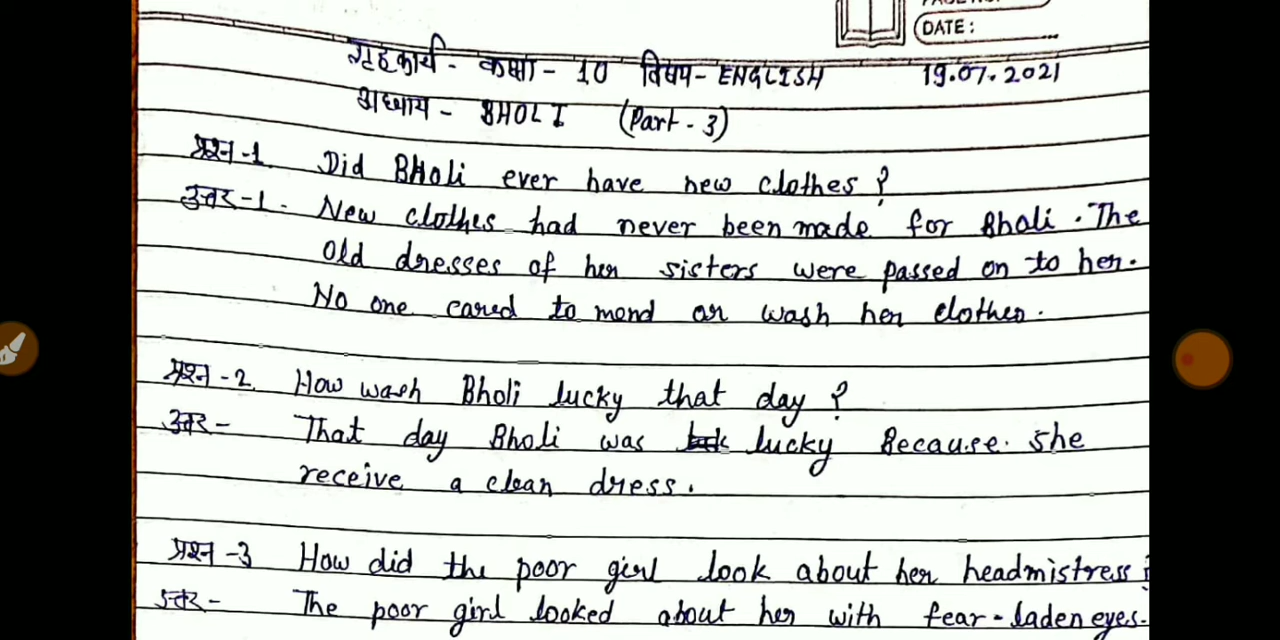 DATE:
गृहकार्य - कक्षा - 10 विषय - ENGLISH 19.07.2021
अध्याय - BHOLI (Part - 3)
प्रश्न-1. Did BHoli ever have new clothes ?
उत्तर-1. New clothes had never been made for Bholi. The
old dresses of her sisters were passed on to her.
No one cared to mend or wash her clothes.
प्रश्न-2. How wash Bholi lucky that day ?
उत्तर- That day Bholi was lucky Because she
receive a clean dress.
प्रश्न-3 How did the poor girl look about her headmistress ?
उत्तर- The poor girl looked about her with fear-laden eyes.